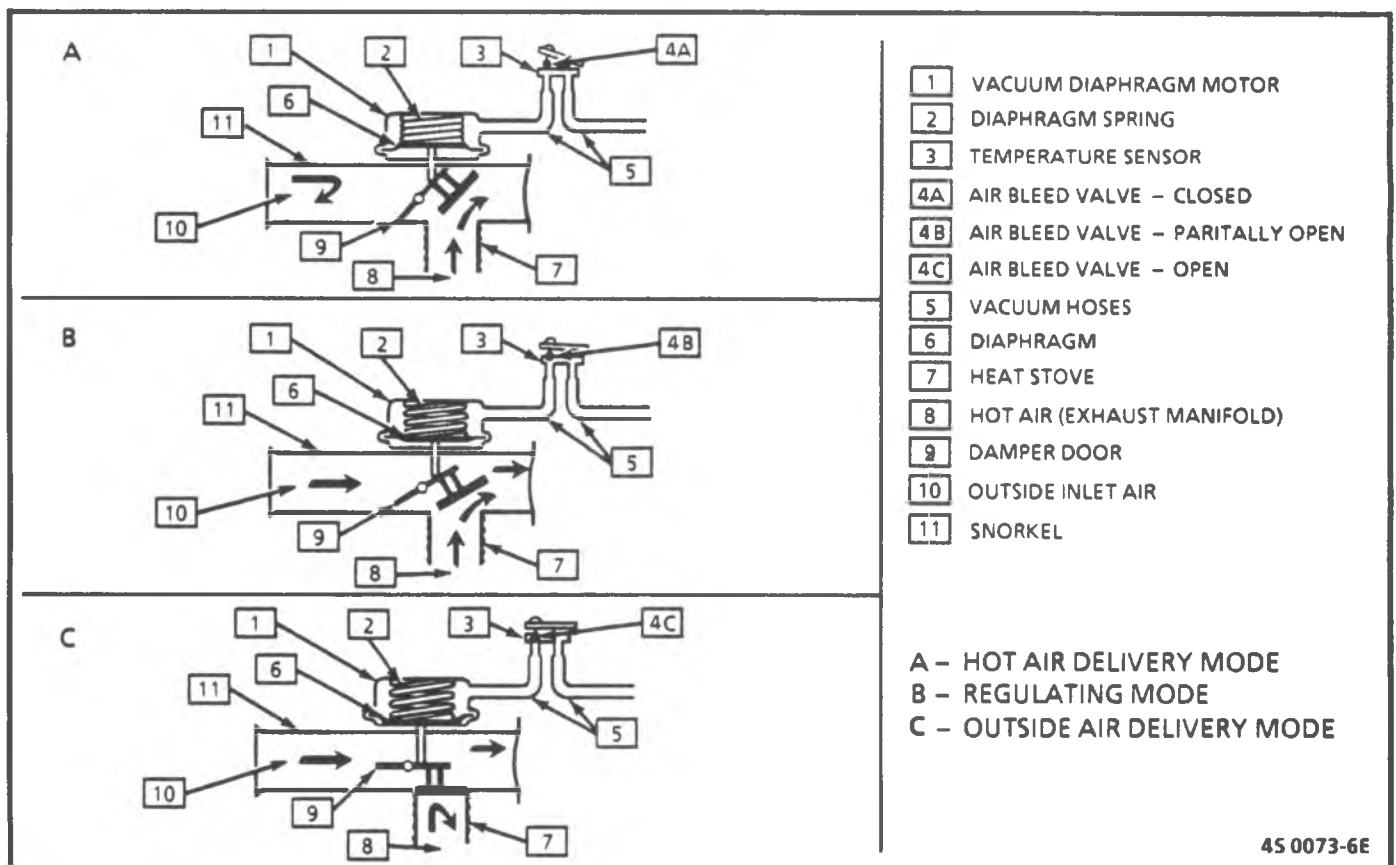 A
1
2
3
4A
6
11
5
10
9
8
7
B
1
2
3
4B
6
11
5
10
9
8
7
C
1
2
3
4C
6
11
5
10
9
8
7
1 VACUUM DIAPHRAGM MOTOR
2 DIAPHRAGM SPRING
3 TEMPERATURE SENSOR
4A AIR BLEED VALVE – CLOSED
4B AIR BLEED VALVE – PARITALLY OPEN
4C AIR BLEED VALVE – OPEN
5 VACUUM HOSES
6 DIAPHRAGM
7 HEAT STOVE
8 HOT AIR (EXHAUST MANIFOLD)
9 DAMPER DOOR
10 OUTSIDE INLET AIR
11 SNORKEL
A – HOT AIR DELIVERY MODE
B – REGULATING MODE
C – OUTSIDE AIR DELIVERY MODE
4S 0073-6E